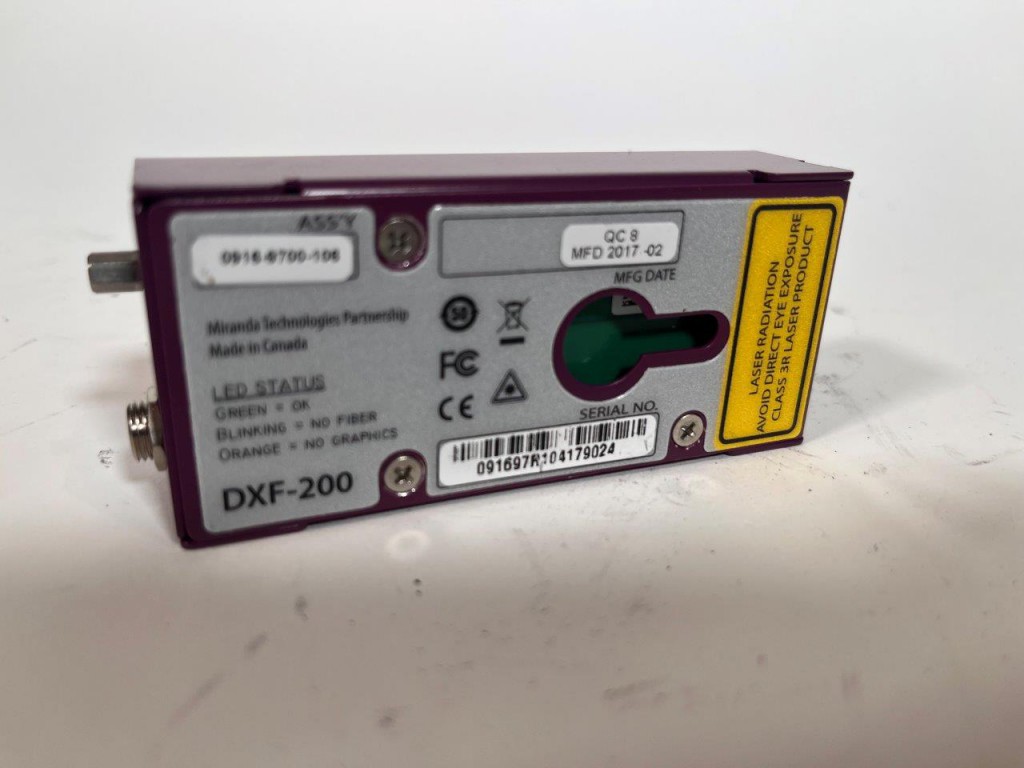 ASS'Y
0916-9700-106
Miranda Technologies Partnership
Made in Canada
LED STATUS
GREEN = OK
BLINKING = NO FIBER
ORANGE = NO GRAPHICS
DXF-200
QC 8
MFD 2017 -02
MFG DATE
50
FC
CE
SERIAL NO.
091697R104179024
LASER RADIATION
AVOID DIRECT EYE EXPOSURE
CLASS 3R LASER PRODUCT